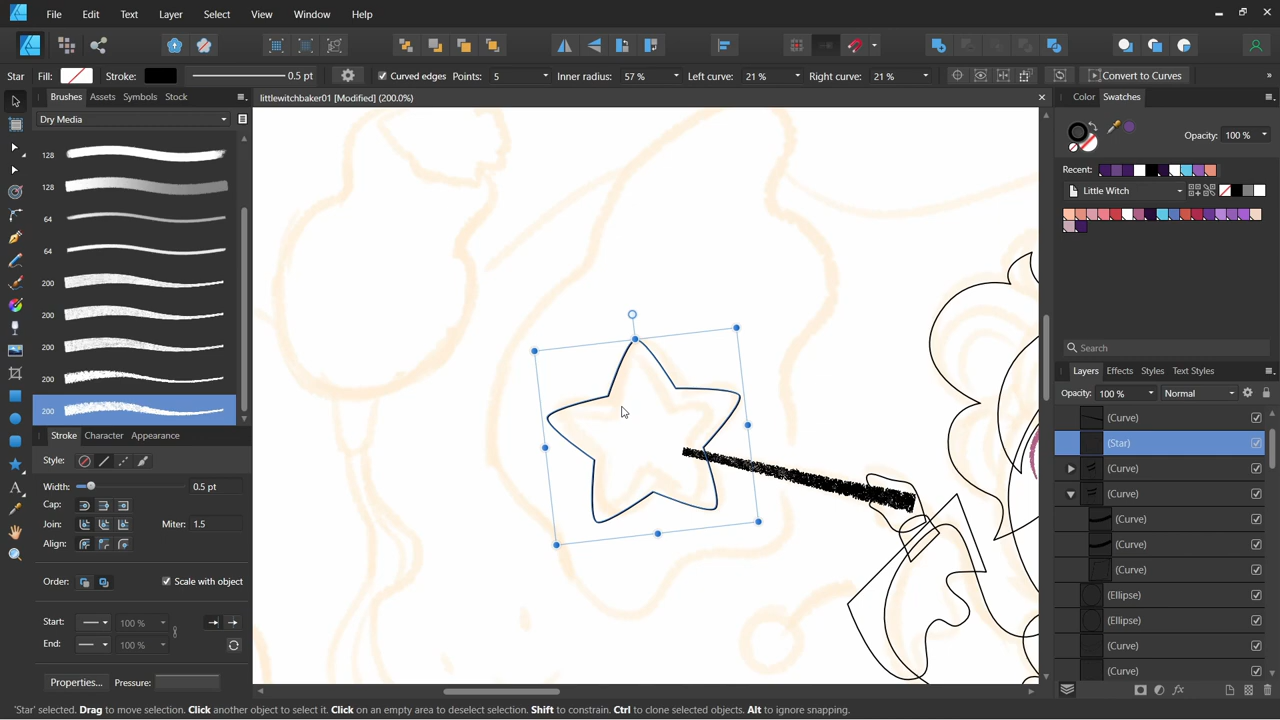 File Edit Text Layer Select View Window Help
Star Fill: Stroke: 0.5 pt Curved edges Points: 5 Inner radius: 57 % Left curve: 21 % Right curve: 21 % Convert to Curves
Brushes Assets Symbols Stock
littlewitchbaker01 [Modified] (200.0%)
Color Swatches
Dry Media
Opacity: 100 %
128
Recent:
128
Little Witch
64
64
200
200
200
200
200
Search
Layers Effects Styles Text Styles
Opacity: 100 % Normal
(Curve)
(Star)
(Curve)
(Curve)
(Curve)
(Curve)
(Curve)
(Ellipse)
(Ellipse)
(Curve)
(Curve)
Stroke Character Appearance
Style:
Width: 0.5 pt
Cap:
Join: Miter: 1.5
Align:
Order: Scale with object
Start: 100 %
End: 100 %
Properties... Pressure:
'Star' selected. Drag to move selection. Click another object to select it. Click on an empty area to deselect selection. Shift to constrain. Ctrl to clone selected objects. Alt to ignore snapping.